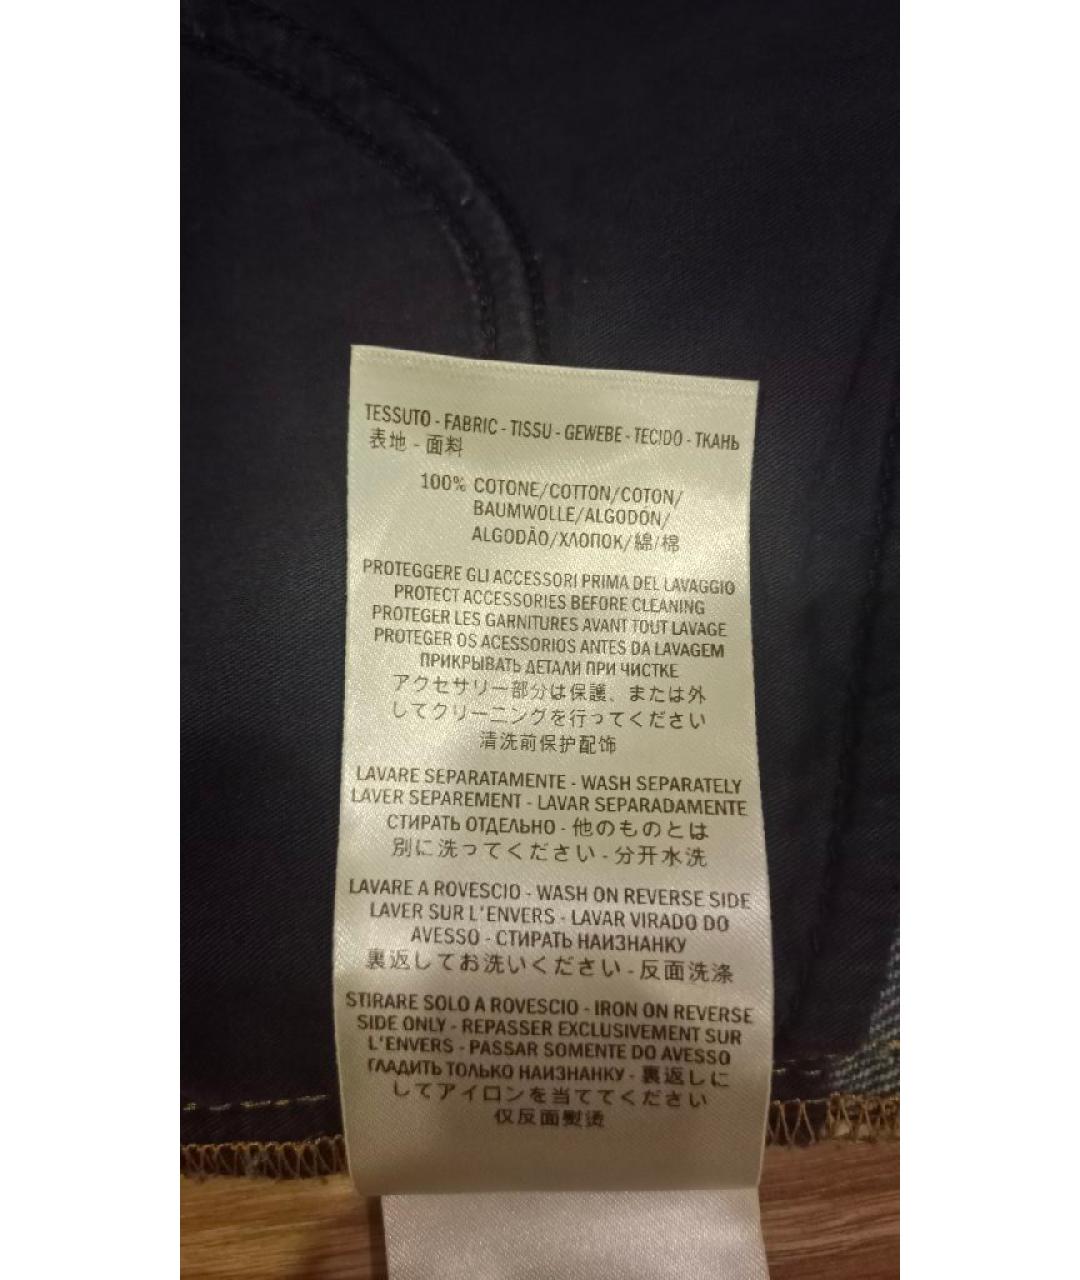 TESSUTO - FABRIC - TISSU - GEWEBE - TECIDO - ТКАНЬ
表地 - 面料
100% COTONE/COTTON/COTON/
BAUMWOLLE/ALGODON/
ALGODÃO/ХЛОПОК/綿/棉
PROTEGGERE GLI ACCESSORI PRIMA DEL LAVAGGIO
PROTECT ACCESSORIES BEFORE CLEANING
PROTEGER LES GARNITURES AVANT TOUT LAVAGE
PROTEGER OS ACESSORIOS ANTES DA LAVAGEM
ПРИКРЫВАТЬ ДЕТАЛИ ПРИ ЧИСТКЕ
アクセサリー部分は保護、または外
してクリーニングを行ってください
清洗前保护配饰
LAVARE SEPARATAMENTE - WASH SEPARATELY
LAVER SEPAREMENT - LAVAR SEPARADAMENTE
СТИРАТЬ ОТДЕЛЬНО - 他のものとは
別に洗ってください - 分开水洗
LAVARE A ROVESCIO - WASH ON REVERSE SIDE
LAVER SUR L'ENVERS - LAVAR VIRADO DO
AVESSO - СТИРАТЬ НАИЗНАНКУ
裏返してお洗いください - 反面洗涤
STIRARE SOLO A ROVESCIO - IRON ON REVERSE
SIDE ONLY - REPASSER EXCLUSIVEMENT SUR
L'ENVERS - PASSAR SOMENTE DO AVESSO
ГЛАДИТЬ ТОЛЬКО НАИЗНАНКУ - 裏返しに
してアイロンを当ててください
仅反面熨烫